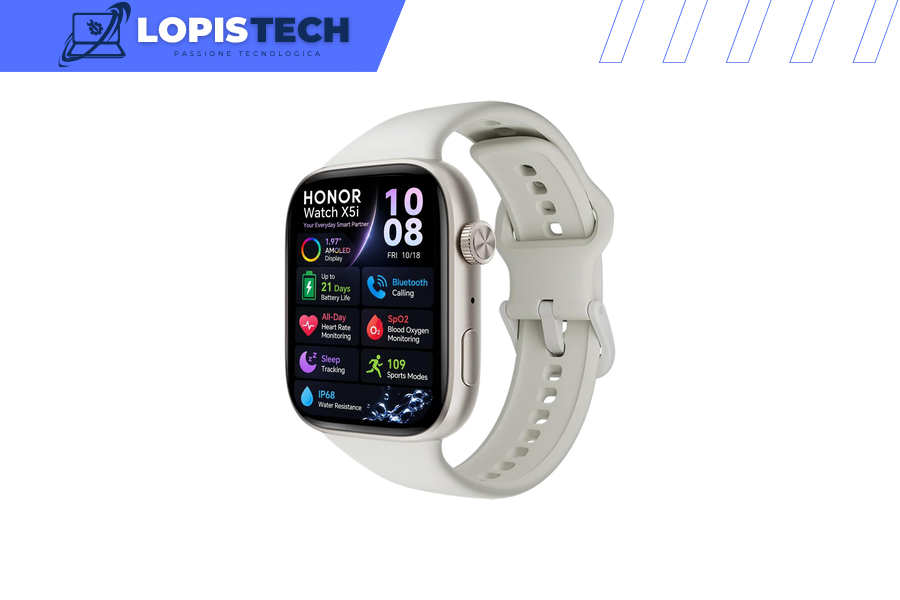 LOPISTECH
PASSIONE TECNOLOGICA
HONOR
Watch X5i
Your Everyday Smart Partner
10
08
FRI 10/18
1.97"
AMOLED
Display
Up to
21 Days
Battery Life
Bluetooth
Calling
All-Day
Heart Rate
Monitoring
O₂
SpO2
Blood Oxygen
Monitoring
Sleep
Tracking
109
Sports Modes
IP68
Water Resistance